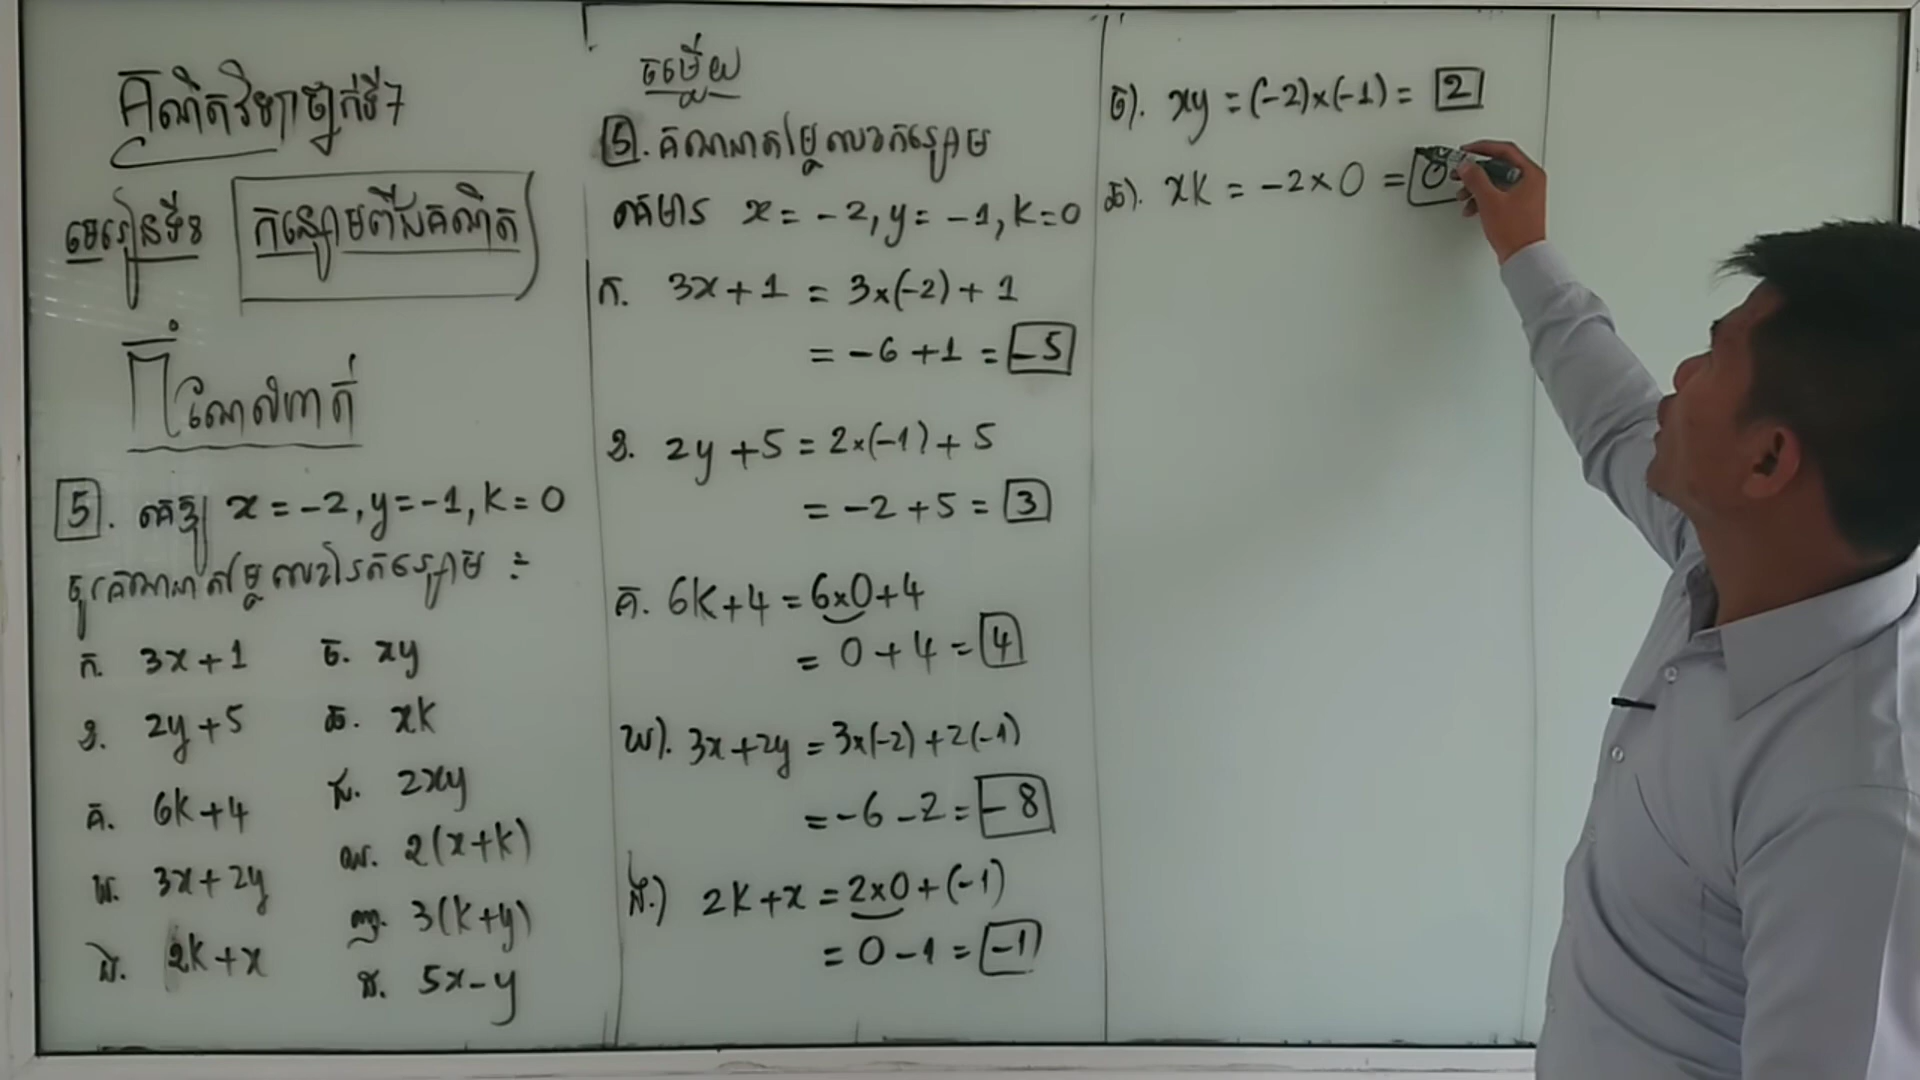 គណិតវិទ្យាថ្នាក់ទី7
មេរៀនទី8 កន្សោមពីជគណិត
លំហាត់
5. គេឱ្យ x = -2, y = -1, k = 0
ចូរគណនាតម្លៃលេខនៃកន្សោម ៖
ក. 3x + 1
ខ. 2y + 5
គ. 6k + 4
ឃ. 3x + 2y
ង. 2k + x
ច. xy
ឆ. xk
ជ. 2xy
ឈ. 2(x+k)
ញ. 3(k+y)
ដ. 5x - y
ចម្លើយ
5. គណនាតម្លៃលេខកន្សោម
គេមាន x = -2, y = -1, k = 0
ក. 3x + 1 = 3x(-2) + 1
= -6 + 1 = -5
ខ. 2y + 5 = 2x(-1) + 5
= -2 + 5 = 3
គ. 6k + 4 = 6x0 + 4
= 0 + 4 = 4
ឃ). 3x + 2y = 3x(-2) + 2(-1)
= -6 - 2 = -8
ង.) 2k + x = 2x0 + (-1)
= 0 - 1 = -1
ច). xy = (-2)x(-1) = 2
ឆ). xk = -2 x 0 = 0